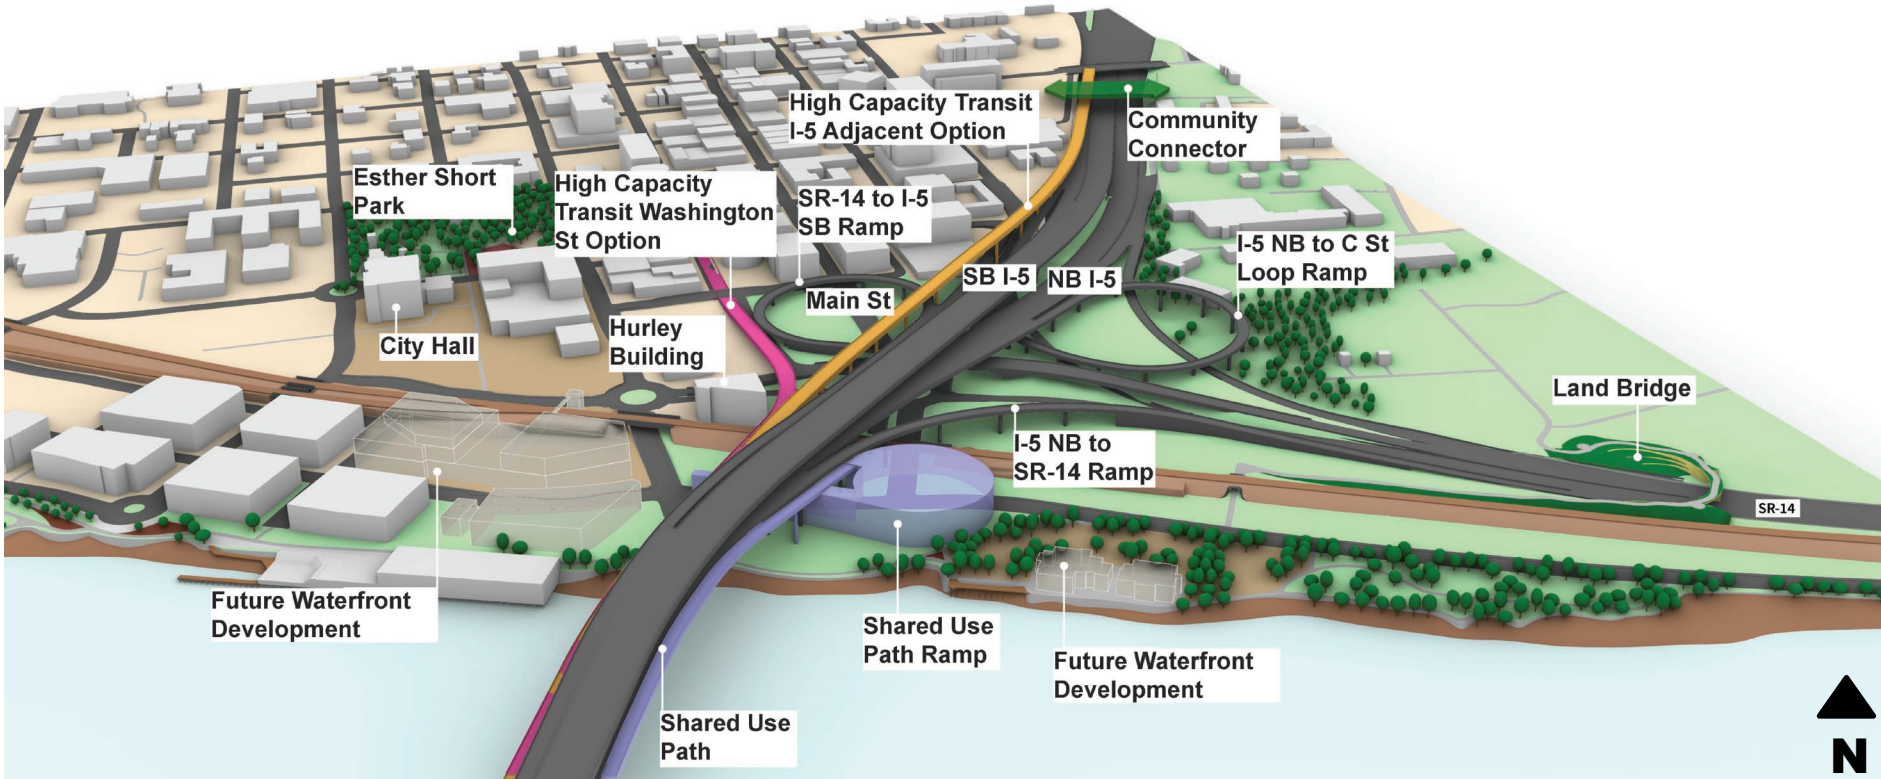 High Capacity Transit
I-5 Adjacent Option
Community
Connector
Esther Short
Park
High Capacity
Transit Washington
St Option
SR-14 to I-5
SB Ramp
I-5 NB to C St
Loop Ramp
SB I-5
NB I-5
Main St
Hurley
Building
City Hall
Land Bridge
I-5 NB to
SR-14 Ramp
SR-14
Future Waterfront
Development
Shared Use
Path Ramp
Future Waterfront
Development
Shared Use
Path
N